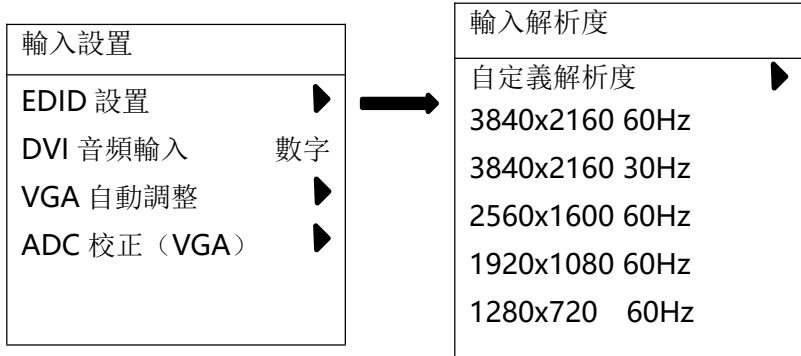 輸入設置
EDID 設置
DVI 音頻輸入 數字
VGA 自動調整
ADC 校正（VGA）
輸入解析度
自定義解析度
3840x2160 60Hz
3840x2160 30Hz
2560x1600 60Hz
1920x1080 60Hz
1280x720 60Hz